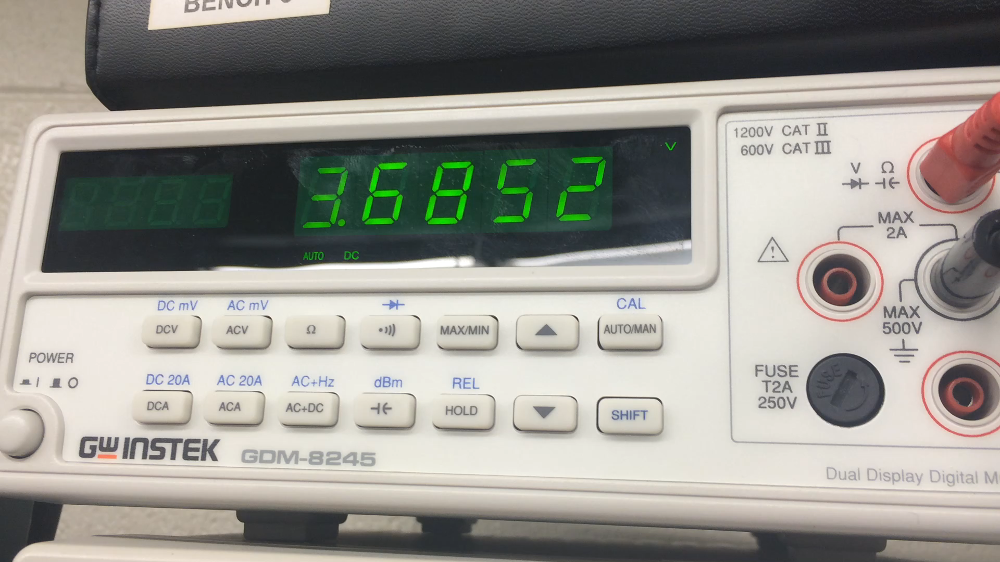 BENCH
3.6852
V
AUTO DC
1200V CAT II
600V CAT III
V Ω
MAX
2A
MAX
500V
FUSE
T2A
250V
FUSE
DC mV AC mV CAL
DCV ACV Ω MAX/MIN AUTO/MAN
POWER
I O
DC 20A AC 20A AC+Hz dBm REL
DCA ACA AC+DC HOLD SHIFT
GW INSTEK GDM-8245
Dual Display Digital